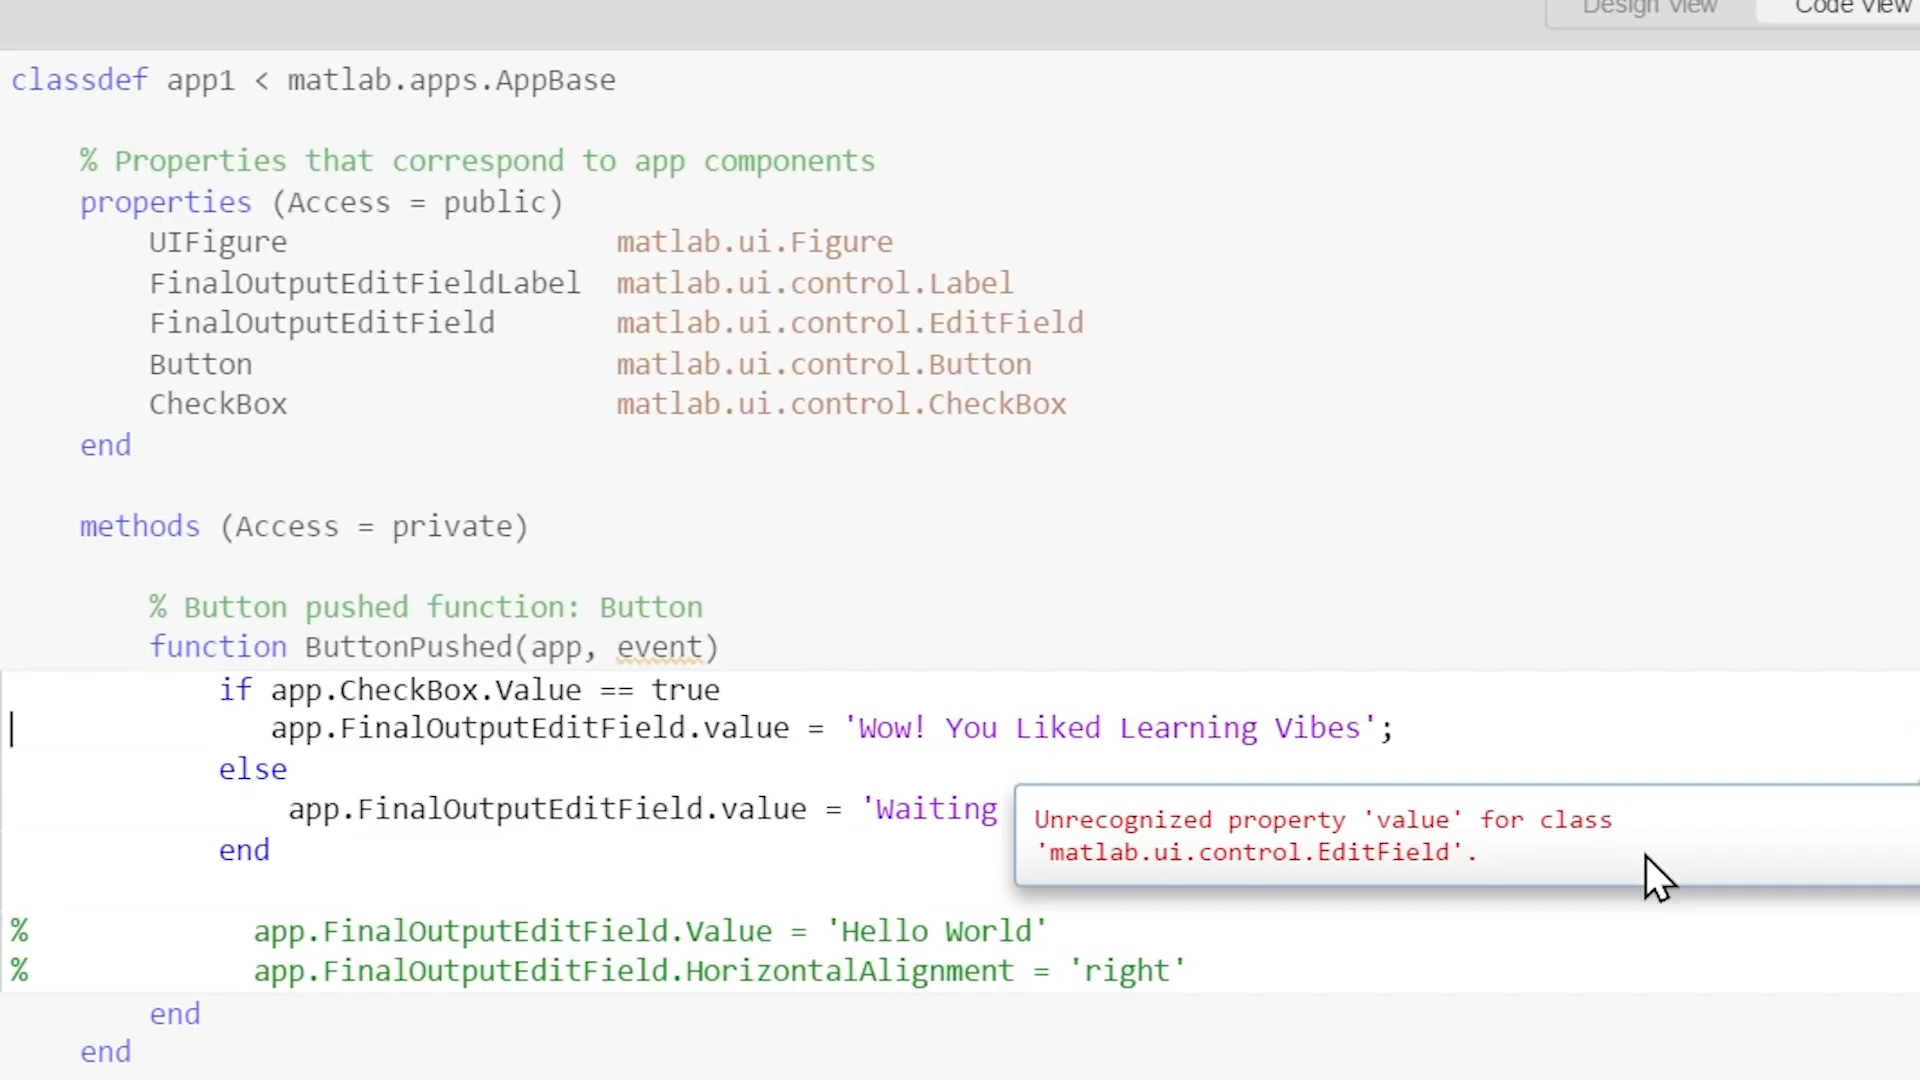 Design View Code View
classdef app1 < matlab.apps.AppBase
% Properties that correspond to app components
properties (Access = public)
UIFigure matlab.ui.Figure
FinalOutputEditFieldLabel matlab.ui.control.Label
FinalOutputEditField matlab.ui.control.EditField
Button matlab.ui.control.Button
CheckBox matlab.ui.control.CheckBox
end
methods (Access = private)
% Button pushed function: Button
function ButtonPushed(app, event)
if app.CheckBox.Value == true
app.FinalOutputEditField.value = 'Wow! You Liked Learning Vibes';
else
app.FinalOutputEditField.value = 'Waiting
Unrecognized property 'value' for class
'matlab.ui.control.EditField'.
end
% app.FinalOutputEditField.Value = 'Hello World'
% app.FinalOutputEditField.HorizontalAlignment = 'right'
end
end